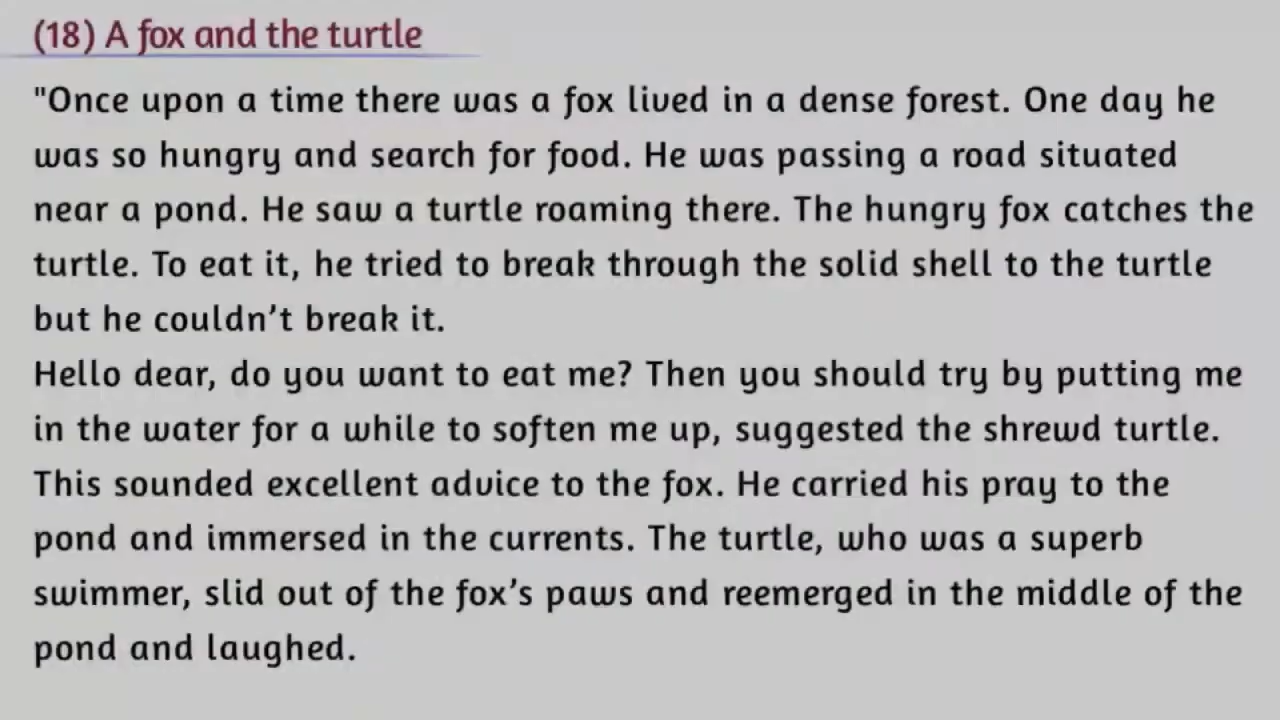 (18) A fox and the turtle
"Once upon a time there was a fox lived in a dense forest. One day he
was so hungry and search for food. He was passing a road situated
near a pond. He saw a turtle roaming there. The hungry fox catches the
turtle. To eat it, he tried to break through the solid shell to the turtle
but he couldn’t break it.
Hello dear, do you want to eat me? Then you should try by putting me
in the water for a while to soften me up, suggested the shrewd turtle.
This sounded excellent advice to the fox. He carried his pray to the
pond and immersed in the currents. The turtle, who was a superb
swimmer, slid out of the fox’s paws and reemerged in the middle of the
pond and laughed.